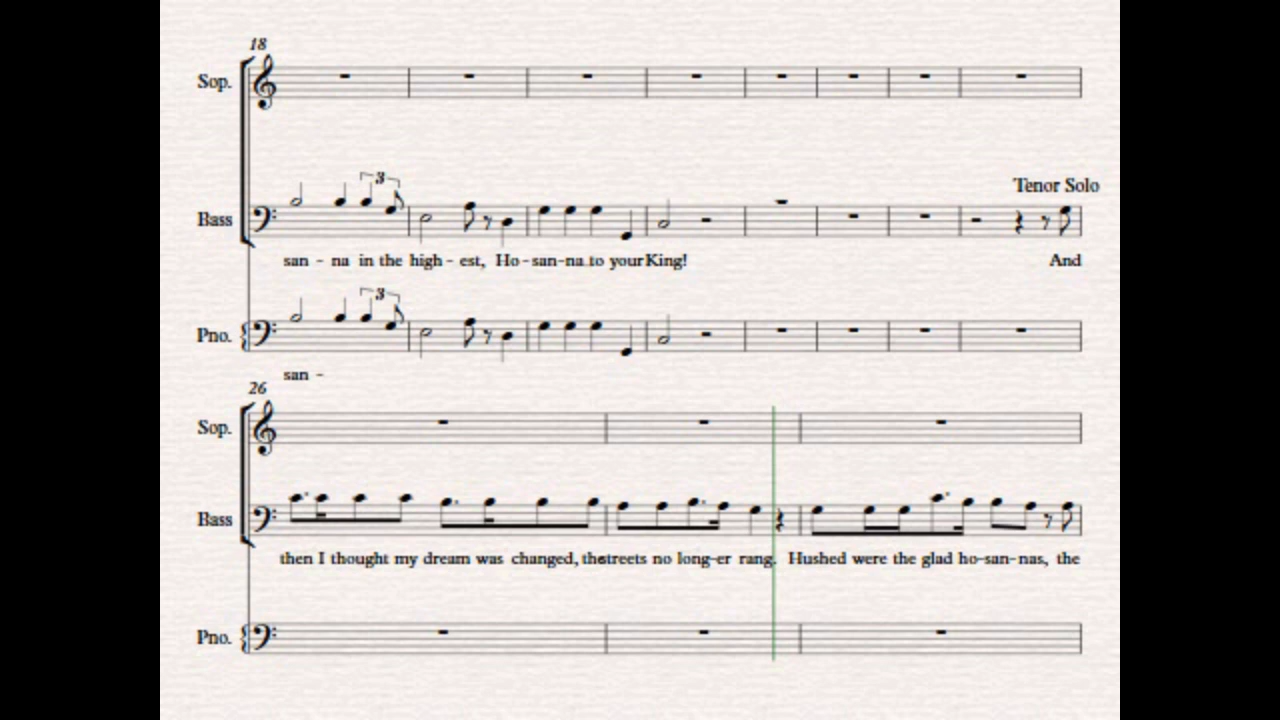 18
Sop.
Tenor Solo
3
Bass
san - na in the high - est, Ho - san - na to your King! And
3
Pno.
san -
26
Sop.
Bass
then I thought my dream was changed, the streets no long-er rang. Hushed were the glad ho-san-nas, the
Pno.